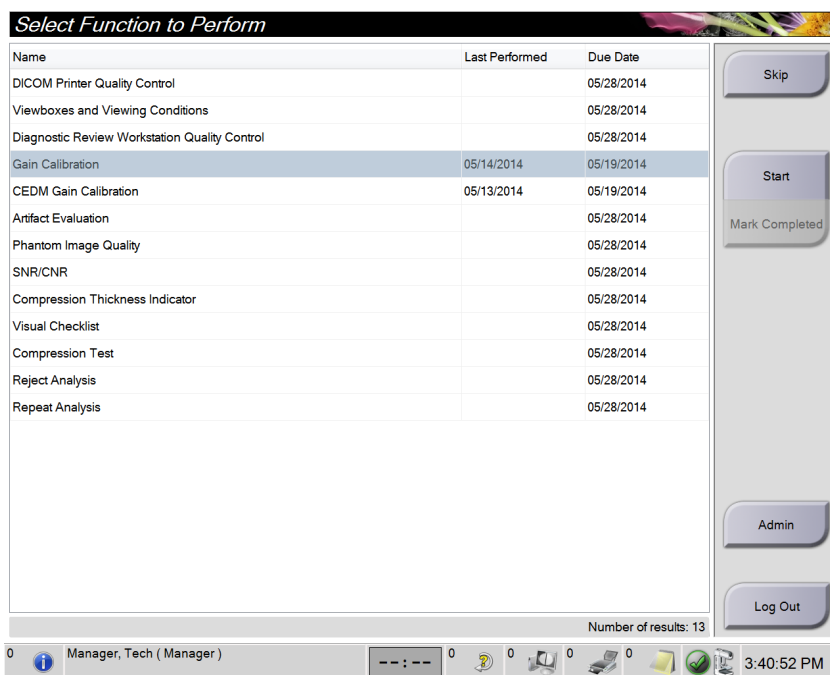 Select Function to Perform
Name Last Performed Due Date
DICOM Printer Quality Control 05/28/2014
Viewboxes and Viewing Conditions 05/28/2014
Diagnostic Review Workstation Quality Control 05/28/2014
Gain Calibration 05/14/2014 05/19/2014
CEDM Gain Calibration 05/13/2014 05/19/2014
Artifact Evaluation 05/28/2014
Phantom Image Quality 05/28/2014
SNR/CNR 05/28/2014
Compression Thickness Indicator 05/28/2014
Visual Checklist 05/28/2014
Compression Test 05/28/2014
Reject Analysis 05/28/2014
Repeat Analysis 05/28/2014
Number of results: 13
Skip
Start
Mark Completed
Admin
Log Out
0 Manager, Tech ( Manager ) --:-- 0 0 0 0 3:40:52 PM